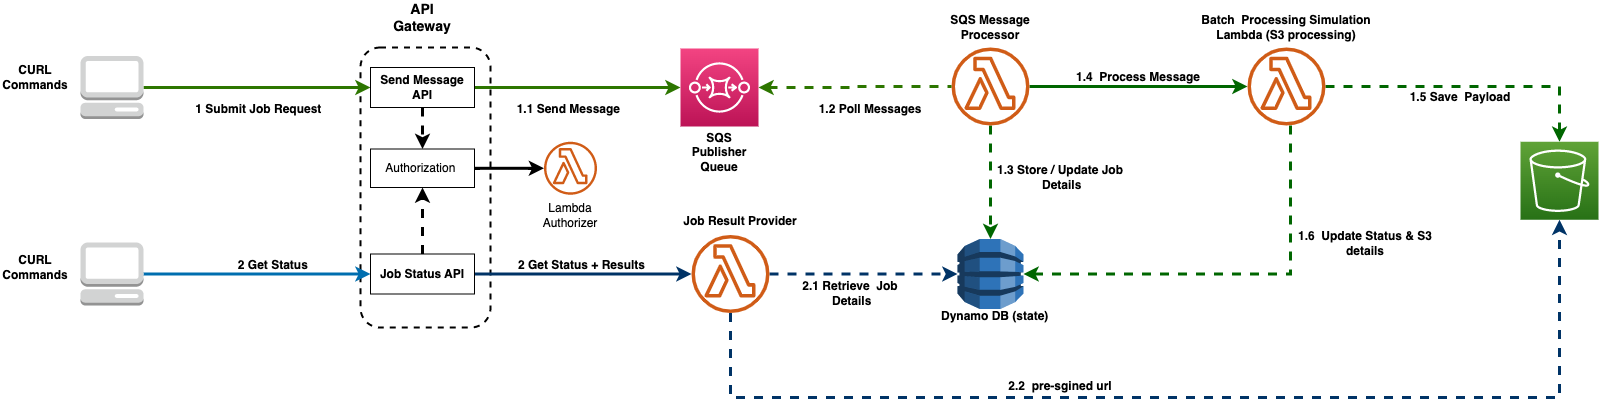 API
Gateway
SQS Message
Processor
Batch  Processing Simulation
Lambda (S3 processing)
CURL
Commands
Send Message
API
1 Submit Job Request
1.1 Send Message
1.2 Poll Messages
1.4  Process Message
1.5 Save  Payload
SQS
Publisher
Queue
Authorization
Lambda
Authorizer
1.3 Store / Update Job
Details
Job Result Provider
1.6  Update Status & S3
details
CURL
Commands
2 Get Status
Job Status API
2 Get Status + Results
2.1 Retrieve  Job
Details
Dynamo DB (state)
2.2  pre-sgined url